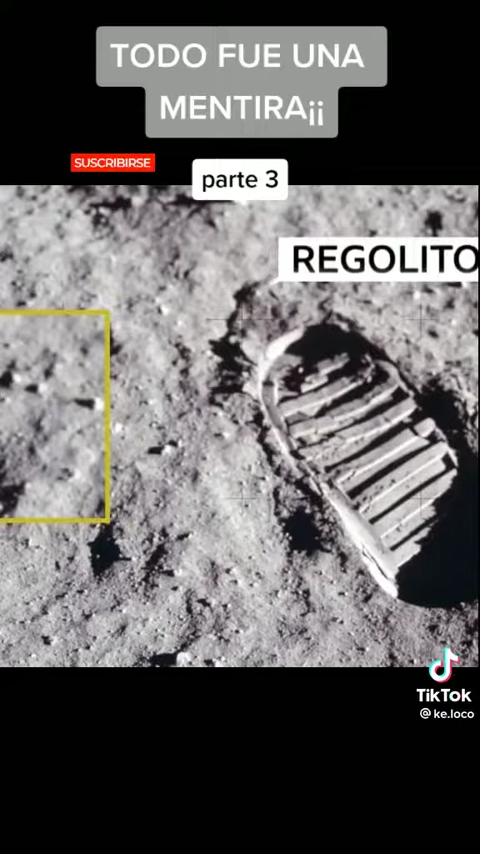 TODO FUE UNA
MENTIRA¡¡
SUSCRIBIRSE
parte 3
REGOLITO
TikTok
@ke.loco